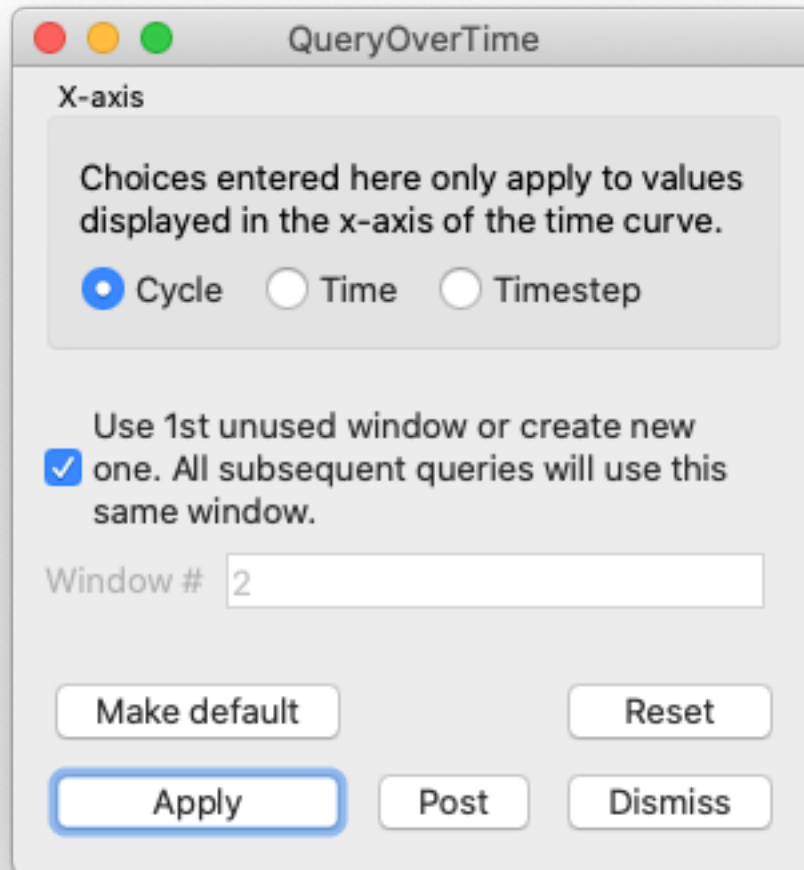 QueryOverTime
X-axis
Choices entered here only apply to values
displayed in the x-axis of the time curve.
Cycle Time Timestep
Use 1st unused window or create new
one. All subsequent queries will use this
same window.
Window # 2
Make default Reset
Apply Post Dismiss